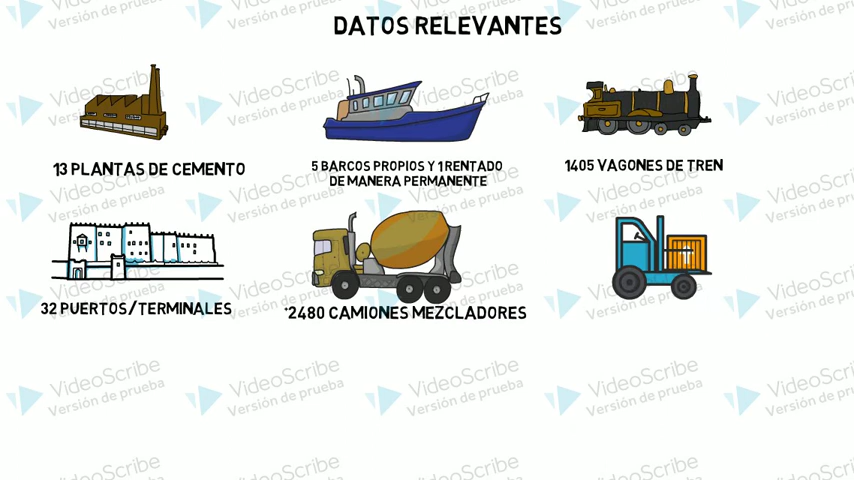 DATOS RELEVANTES
13 PLANTAS DE CEMENTO
5 BARCOS PROPIOS Y 1 RENTADO
DE MANERA PERMANENTE
1405 VAGONES DE TREN
32 PUERTOS/TERMINALES
*2480 CAMIONES MEZCLADORES
VideoScribe
Versión de prueba